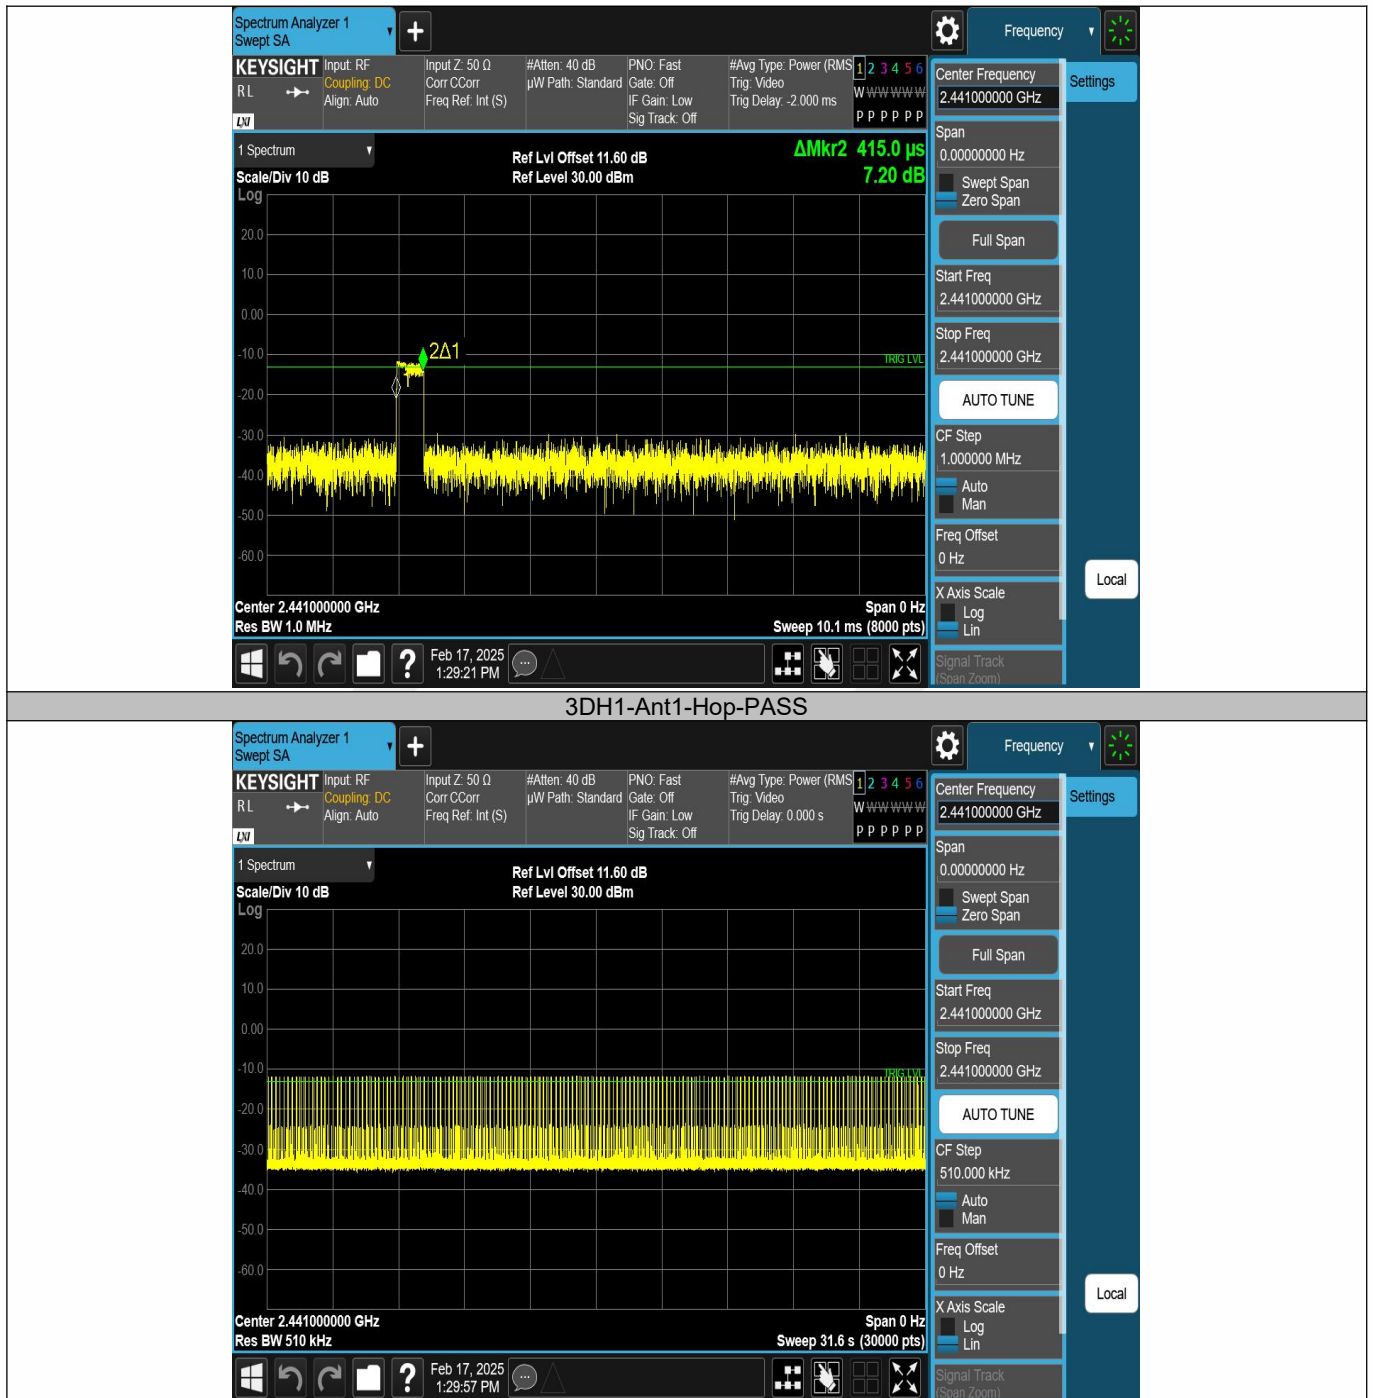 Spectrum Analyzer 1
Swept SA
Frequency
KEYSIGHT
RL
LXI
Input: RF
Coupling: DC
Align: Auto
Input Z: 50 Ω
Corr CCorr
Freq Ref: Int (S)
#Atten: 40 dB
µW Path: Standard
PNO: Fast
Gate: Off
IF Gain: Low
Sig Track: Off
#Avg Type: Power (RMS
Trig: Video
Trig Delay: -2.000 ms
1 2 3 4 5 6
W W W W W W
P P P P P P
Center Frequency
2.441000000 GHz
Settings
1 Spectrum
Scale/Div 10 dB
Log
Ref Lvl Offset 11.60 dB
Ref Level 30.00 dBm
ΔMkr2 415.0 µs
7.20 dB
Span
0.00000000 Hz
Swept Span
Zero Span
Full Span
Start Freq
2.441000000 GHz
Stop Freq
2.441000000 GHz
AUTO TUNE
CF Step
1.000000 MHz
Auto
Man
Freq Offset
0 Hz
X Axis Scale
Log
Lin
Signal Track
(Span Zoom)
Local
20.0
10.0
0.00
-10.0
-20.0
-30.0
-40.0
-50.0
-60.0
2Δ1
TRIG LVL
Center 2.441000000 GHz
Res BW 1.0 MHz
Span 0 Hz
Sweep 10.1 ms (8000 pts)
Feb 17, 2025
1:29:21 PM
3DH1-Ant1-Hop-PASS
Spectrum Analyzer 1
Swept SA
Frequency
KEYSIGHT
RL
LXI
Input: RF
Coupling: DC
Align: Auto
Input Z: 50 Ω
Corr CCorr
Freq Ref: Int (S)
#Atten: 40 dB
µW Path: Standard
PNO: Fast
Gate: Off
IF Gain: Low
Sig Track: Off
#Avg Type: Power (RMS
Trig: Video
Trig Delay: 0.000 s
1 2 3 4 5 6
W W W W W W
P P P P P P
Center Frequency
2.441000000 GHz
Settings
1 Spectrum
Scale/Div 10 dB
Log
Ref Lvl Offset 11.60 dB
Ref Level 30.00 dBm
Span
0.00000000 Hz
Swept Span
Zero Span
Full Span
Start Freq
2.441000000 GHz
Stop Freq
2.441000000 GHz
AUTO TUNE
CF Step
510.000 kHz
Auto
Man
Freq Offset
0 Hz
X Axis Scale
Log
Lin
Signal Track
(Span Zoom)
Local
20.0
10.0
0.00
-10.0
-20.0
-30.0
-40.0
-50.0
-60.0
TRIG LVL
Center 2.441000000 GHz
Res BW 510 kHz
Span 0 Hz
Sweep 31.6 s (30000 pts)
Feb 17, 2025
1:29:57 PM